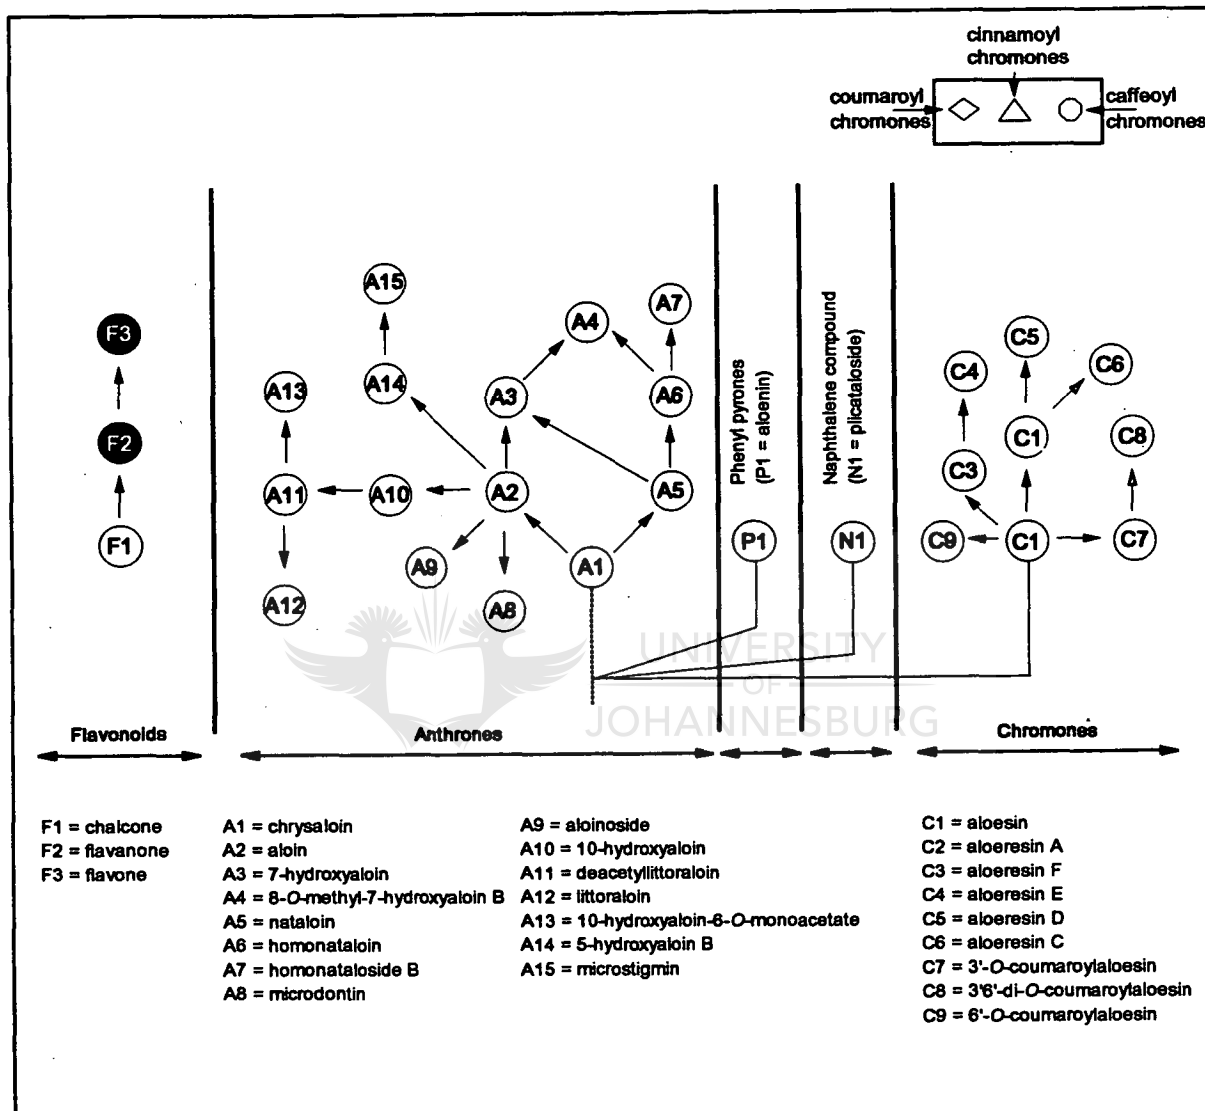 cinnamoyl
chromones
coumaroyl
chromones
caffeoyl
chromones
A15
A7
A4
F3
C5
C4
C6
A13
A14
A3
A6
F2
C1
C8
C3
A11
A10
A2
A5
F1
C9
C1
C7
P1
N1
A9
A1
A12
A8
Phenyl pyrones
(P1 = aloenin)
Naphthalene compound
(N1 = plicataloside)
UNIVERSITY
OF
JOHANNESBURG
Flavonoids
Anthrones
Chromones
F1 = chalcone
F2 = flavanone
F3 = flavone
A1 = chrysaloin
A2 = aloin
A3 = 7-hydroxyaloin
A4 = 8-O-methyl-7-hydroxyaloin B
A5 = nataloin
A6 = homonataloin
A7 = homonataloside B
A8 = microdontin
A9 = aloinoside
A10 = 10-hydroxyaloin
A11 = deacetyllittoraloin
A12 = littoraloin
A13 = 10-hydroxyaloin-6-O-monoacetate
A14 = 5-hydroxyaloin B
A15 = microstigmin
C1 = aloesin
C2 = aloeresin A
C3 = aloeresin F
C4 = aloeresin E
C5 = aloeresin D
C6 = aloeresin C
C7 = 3'-O-coumaroylaloesin
C8 = 3'6'-di-O-coumaroylaloesin
C9 = 6'-O-coumaroylaloesin